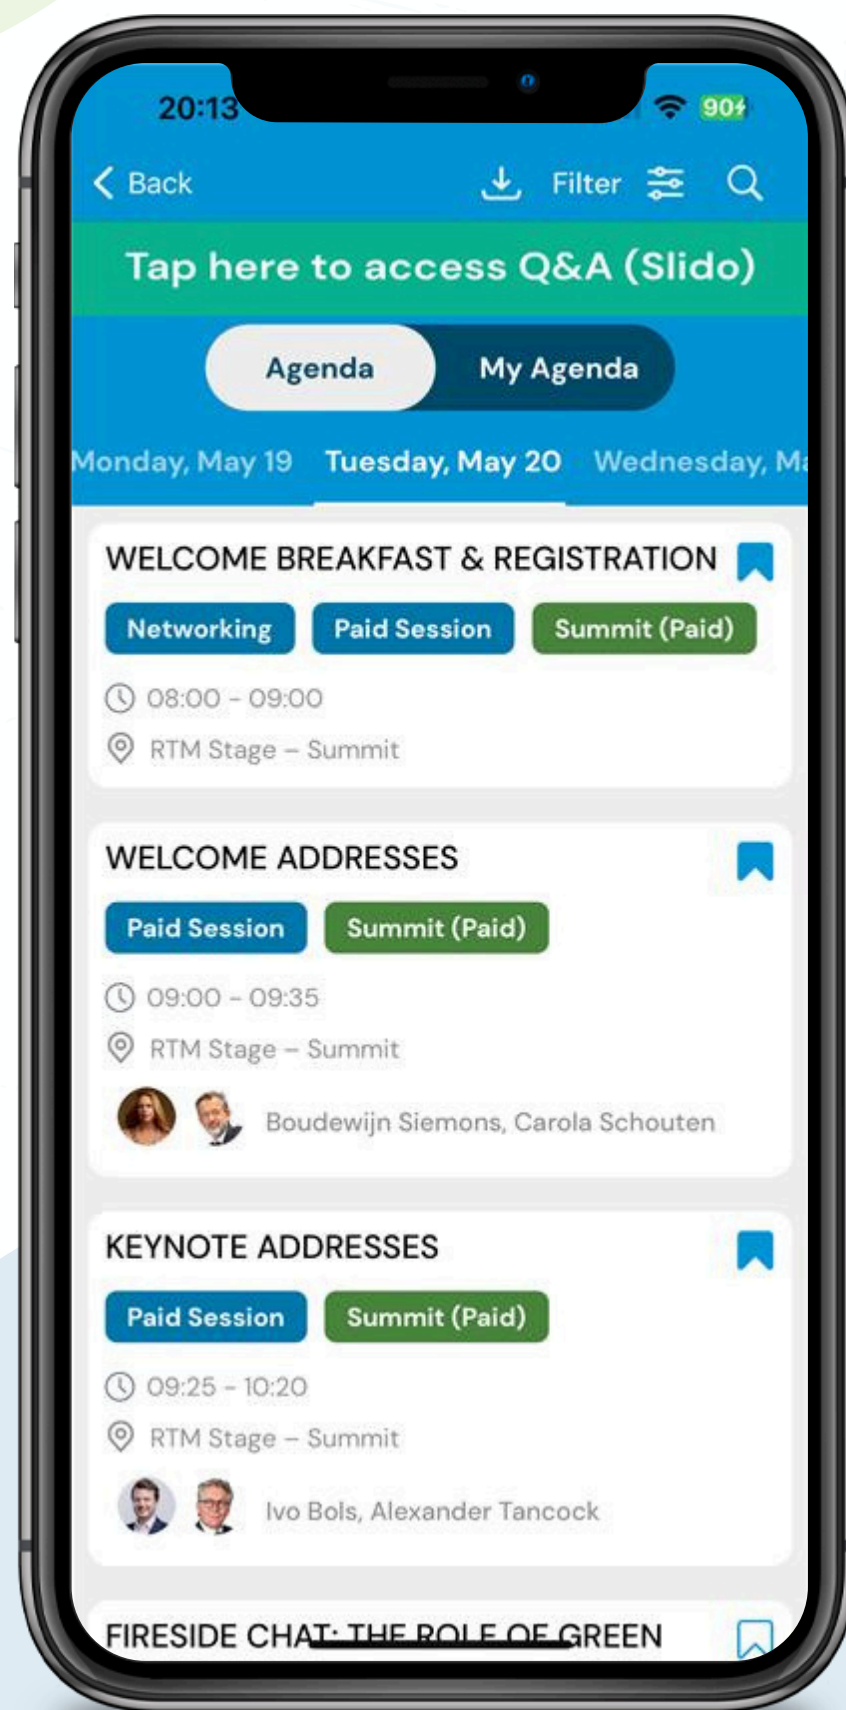 20:13
90
Back
Filter
Tap here to access Q&A (Slido)
Agenda
My Agenda
Monday, May 19
Tuesday, May 20
Wednesday, Ma
WELCOME BREAKFAST & REGISTRATION
Networking
Paid Session
Summit (Paid)
08:00 - 09:00
RTM Stage – Summit
WELCOME ADDRESSES
Paid Session
Summit (Paid)
09:00 - 09:35
RTM Stage – Summit
Boudewijn Siemons, Carola Schouten
KEYNOTE ADDRESSES
Paid Session
Summit (Paid)
09:25 - 10:20
RTM Stage – Summit
Ivo Bols, Alexander Tancock
FIRESIDE CHAT: THE ROLE OF GREEN